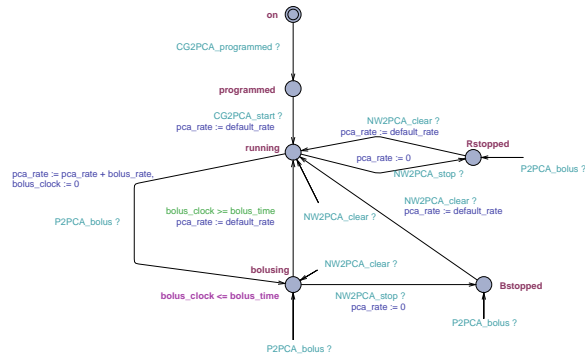 on
CG2PCA_programmed ?
programmed
CG2PCA_start ?
pca_rate := default_rate
NW2PCA_clear ?
pca_rate := default_rate
running
Rstopped
pca_rate := 0
NW2PCA_stop ?
P2PCA_bolus ?
pca_rate := pca_rate + bolus_rate,
bolus_clock := 0
NW2PCA_clear ?
pca_rate := default_rate
bolus_clock >= bolus_time
pca_rate := default_rate
NW2PCA_clear ?
P2PCA_bolus ?
bolusing
NW2PCA_clear ?
Bstopped
bolus_clock <= bolus_time
NW2PCA_stop ?
pca_rate := 0
P2PCA_bolus ?
P2PCA_bolus ?